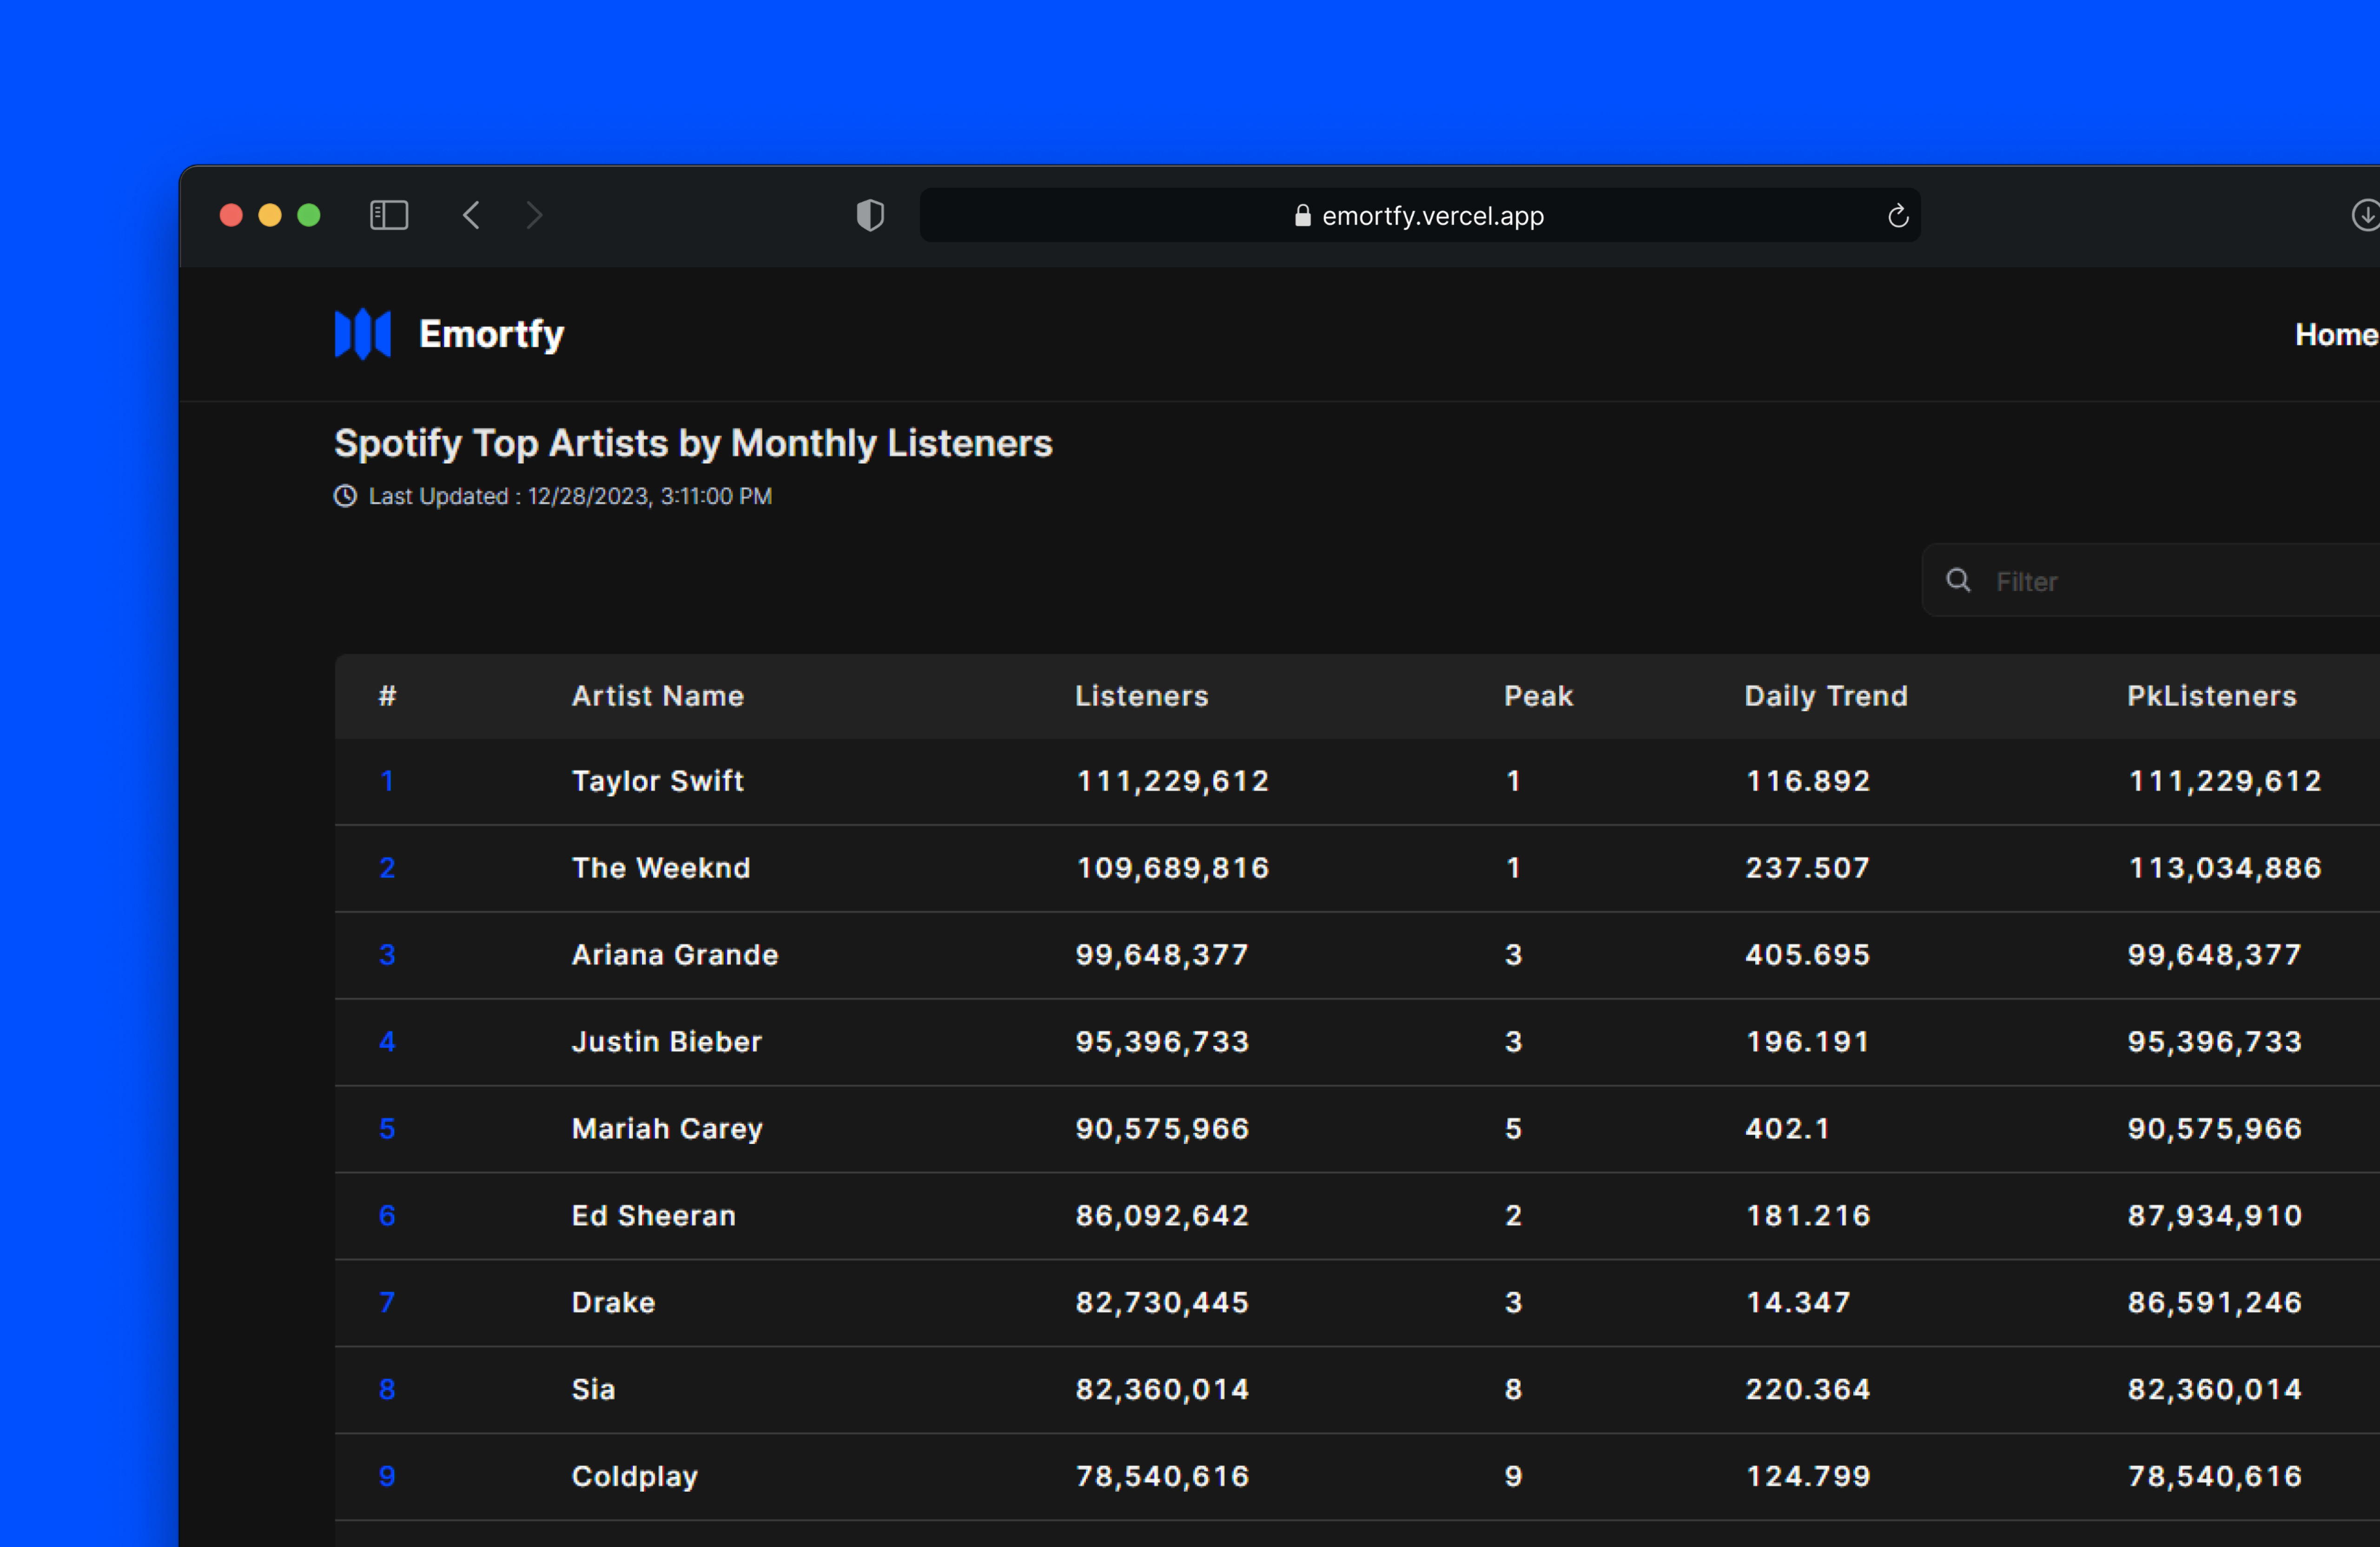 emortfy.vercel.app
Emortfy
Home
Spotify Top Artists by Monthly Listeners
Last Updated : 12/28/2023, 3:11:00 PM
Filter
# Artist Name Listeners Peak Daily Trend PkListeners
1 Taylor Swift 111,229,612 1 116.892 111,229,612
2 The Weeknd 109,689,816 1 237.507 113,034,886
3 Ariana Grande 99,648,377 3 405.695 99,648,377
4 Justin Bieber 95,396,733 3 196.191 95,396,733
5 Mariah Carey 90,575,966 5 402.1 90,575,966
6 Ed Sheeran 86,092,642 2 181.216 87,934,910
7 Drake 82,730,445 3 14.347 86,591,246
8 Sia 82,360,014 8 220.364 82,360,014
9 Coldplay 78,540,616 9 124.799 78,540,616